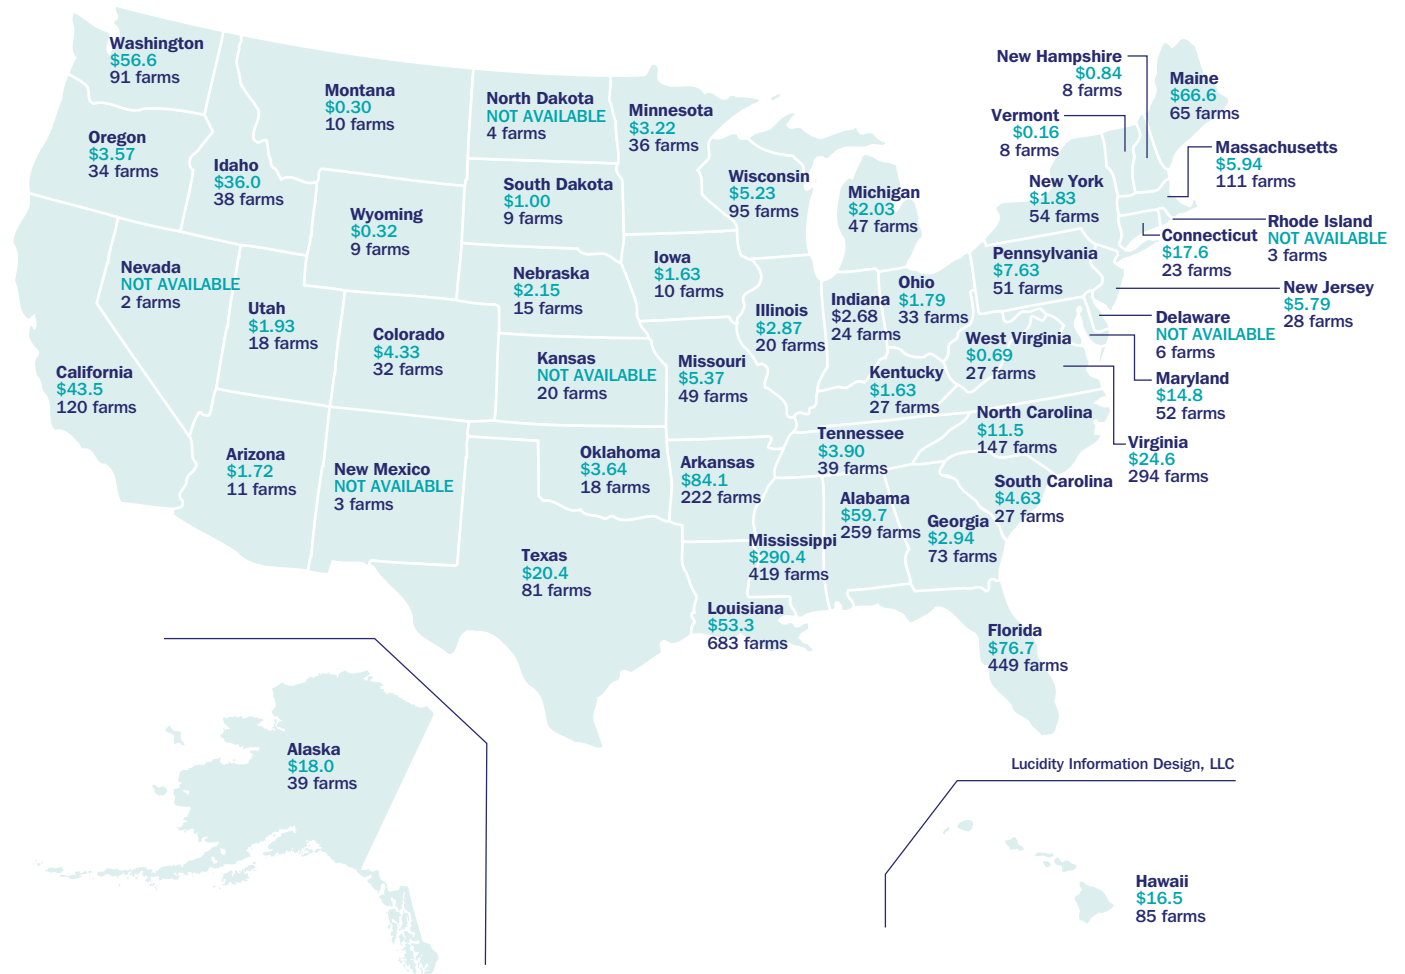 Washington
$56.6
91 farms
Oregon
$3.57
34 farms
Idaho
$36.0
38 farms
Montana
$0.30
10 farms
North Dakota
NOT AVAILABLE
4 farms
Minnesota
$3.22
36 farms
South Dakota
$1.00
9 farms
Wyoming
$0.32
9 farms
Wisconsin
$5.23
95 farms
Michigan
$2.03
47 farms
New Hampshire
$0.84
8 farms
Vermont
$0.16
8 farms
Maine
$66.6
65 farms
Massachusetts
$5.94
111 farms
New York
$1.83
54 farms
Rhode Island
NOT AVAILABLE
3 farms
Connecticut
$17.6
23 farms
Pennsylvania
$7.63
51 farms
New Jersey
$5.79
28 farms
Delaware
NOT AVAILABLE
6 farms
Maryland
$14.8
52 farms
Virginia
$24.6
294 farms
West Virginia
$0.69
27 farms
Ohio
$1.79
33 farms
Indiana
$2.68
24 farms
Illinois
$2.87
20 farms
Iowa
$1.63
10 farms
Nebraska
$2.15
15 farms
Nevada
NOT AVAILABLE
2 farms
Utah
$1.93
18 farms
Colorado
$4.33
32 farms
Kansas
NOT AVAILABLE
20 farms
Missouri
$5.37
49 farms
Kentucky
$1.63
27 farms
California
$43.5
120 farms
Arizona
$1.72
11 farms
New Mexico
NOT AVAILABLE
3 farms
Oklahoma
$3.64
18 farms
Arkansas
$84.1
222 farms
Tennessee
$3.90
39 farms
North Carolina
$11.5
147 farms
South Carolina
$4.63
27 farms
Georgia
$2.94
73 farms
Alabama
$59.7
259 farms
Mississippi
$290.4
419 farms
Texas
$20.4
81 farms
Louisiana
$53.3
683 farms
Florida
$76.7
449 farms
Alaska
$18.0
39 farms
Lucidity Information Design, LLC
Hawaii
$16.5
85 farms